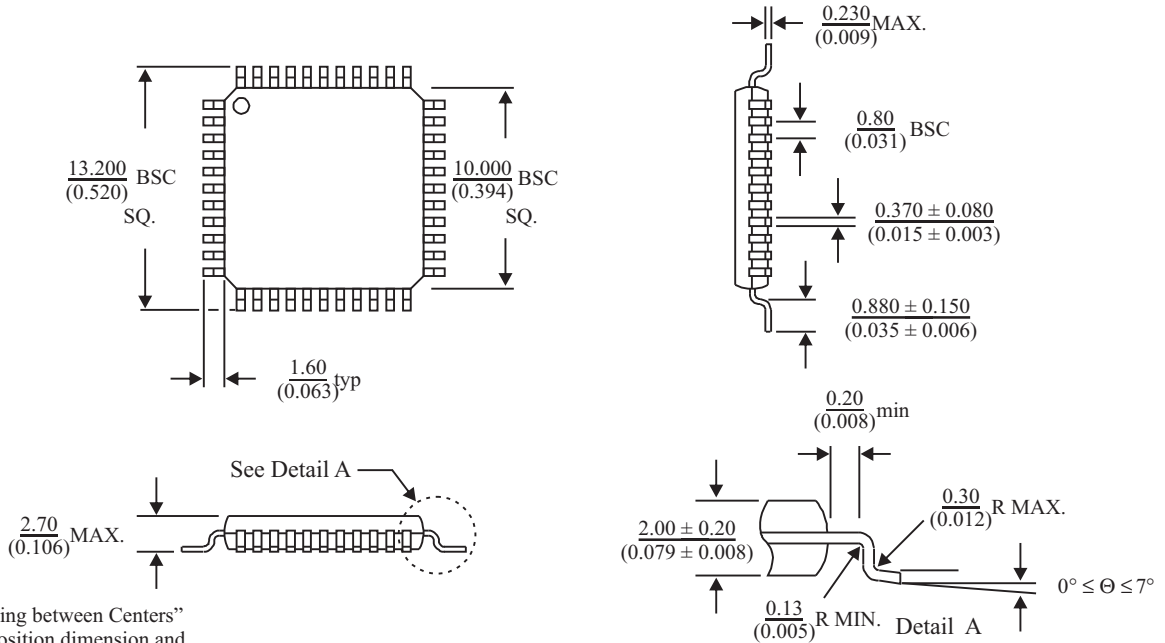 0.230
(0.009)
MAX.
13.200
(0.520)
BSC
SQ.
10.000
(0.394)
BSC
SQ.
0.80
(0.031)
BSC
0.370 ± 0.080
(0.015 ± 0.003)
0.880 ± 0.150
(0.035 ± 0.006)
1.60
(0.063)
typ
0.20
(0.008)
min
See Detail A
2.70
(0.106)
MAX.
2.00 ± 0.20
(0.079 ± 0.008)
0.30
(0.012)
R MAX.
0.13
(0.005)
R MIN.
0° ≤ Θ ≤ 7°
Detail A
ing between Centers”